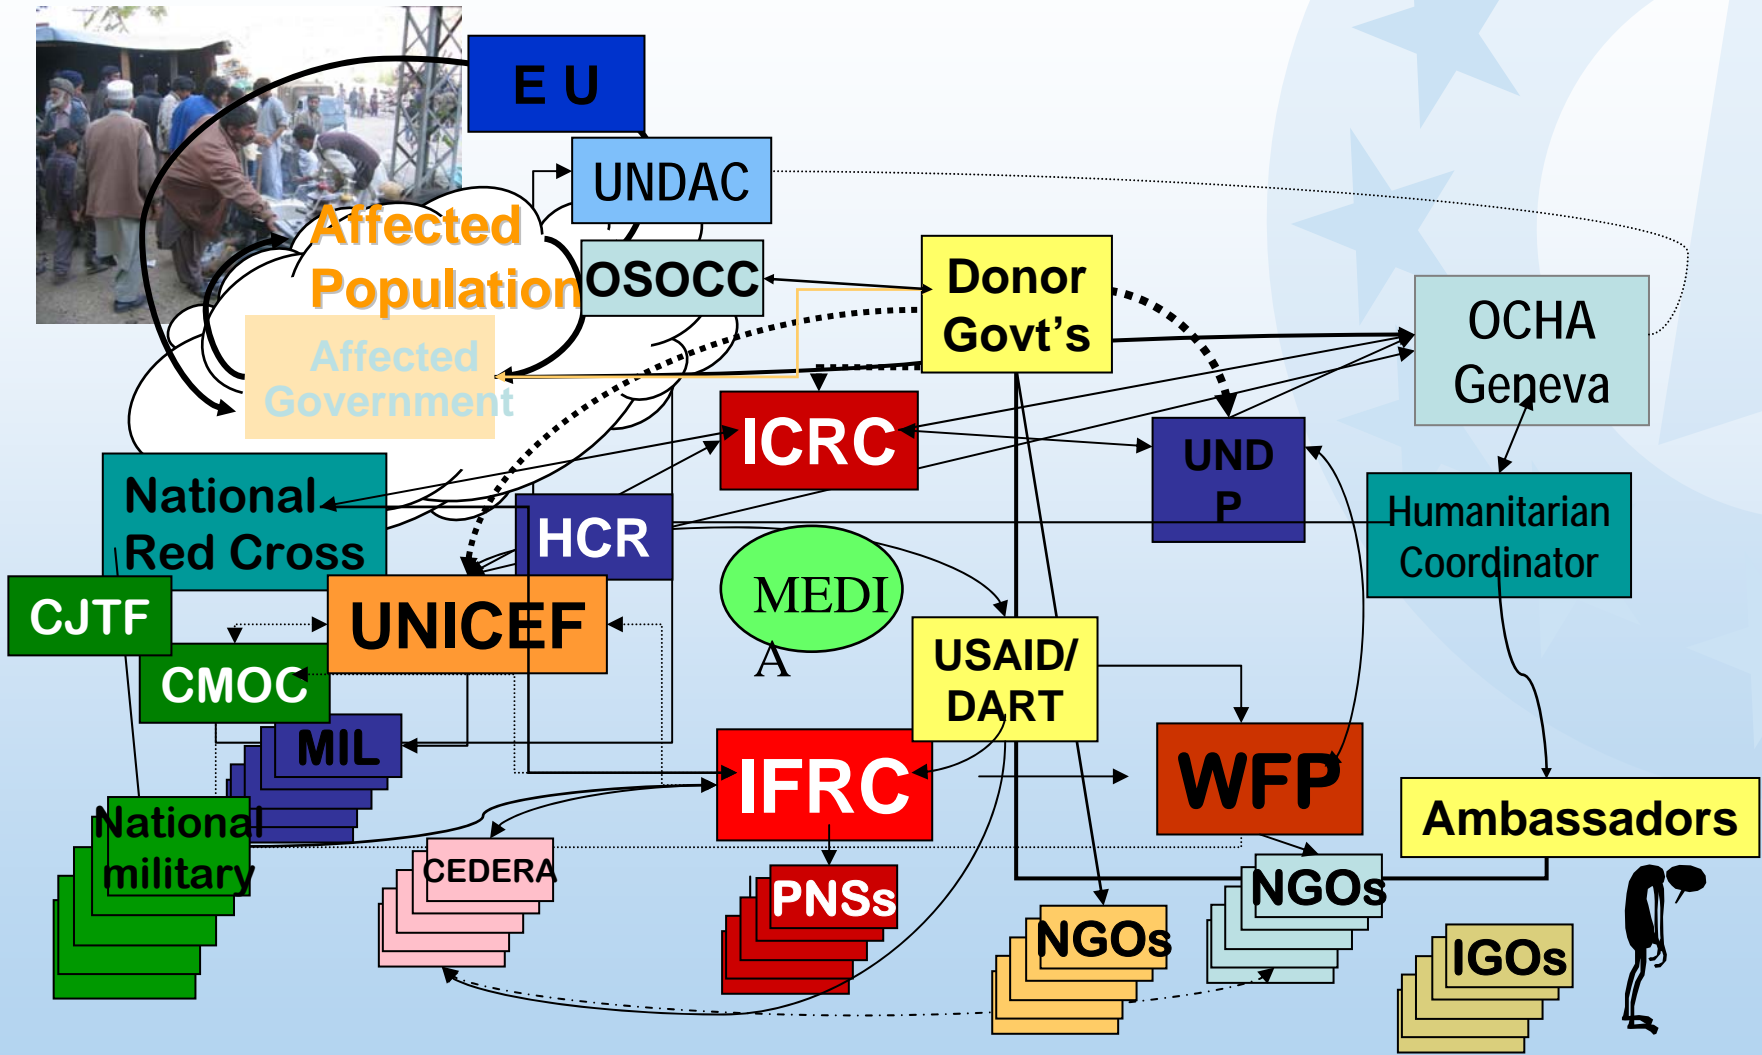 E U
UNDAC
Affected
Population
OSOCC
Donor
Govt's
OCHA
Geneva
Affected
Government
ICRC
UND
P
National
Red Cross
HCR
Humanitarian
Coordinator
CJTF
UNICEF
MEDI
A
USAID/
DART
CMOC
MIL
IFRC
WFP
Ambassadors
National
military
CEDERA
PNSs
NGOs
NGOs
IGOs